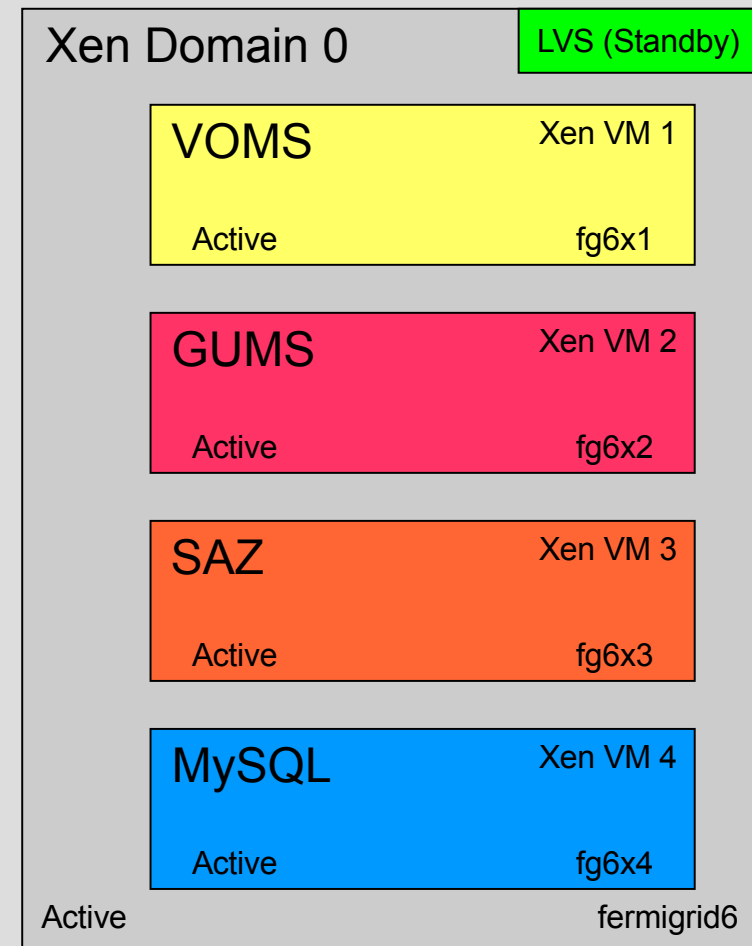 Xen Domain 0
LVS (Standby)
VOMS
Xen VM 1
Active
fg6x1
GUMS
Xen VM 2
Active
fg6x2
SAZ
Xen VM 3
Active
fg6x3
MySQL
Xen VM 4
Active
fg6x4
Active
fermigrid6